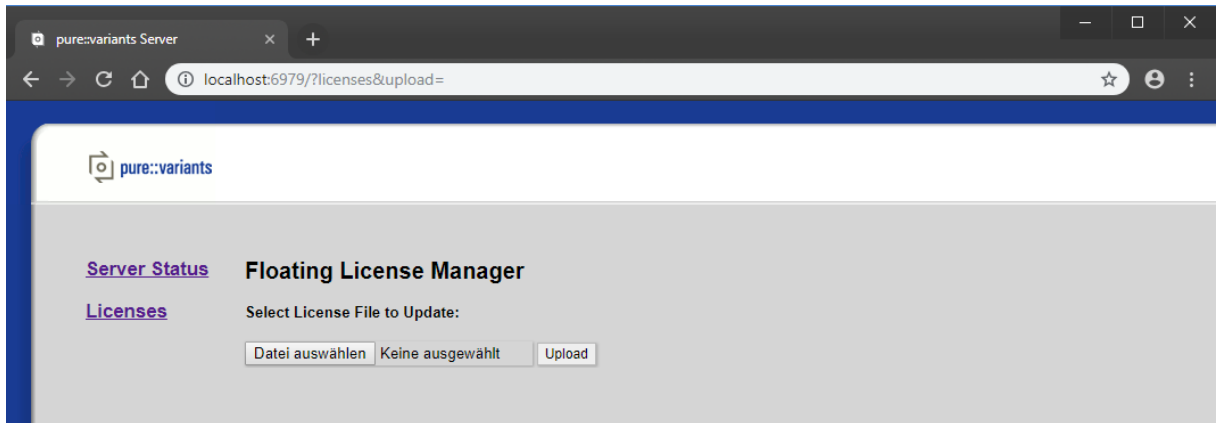 pure::variants Server
localhost:6979/?licenses&upload=
pure::variants
Server Status
Floating License Manager
Licenses
Select License File to Update:
Datei auswählen Keine ausgewählt Upload